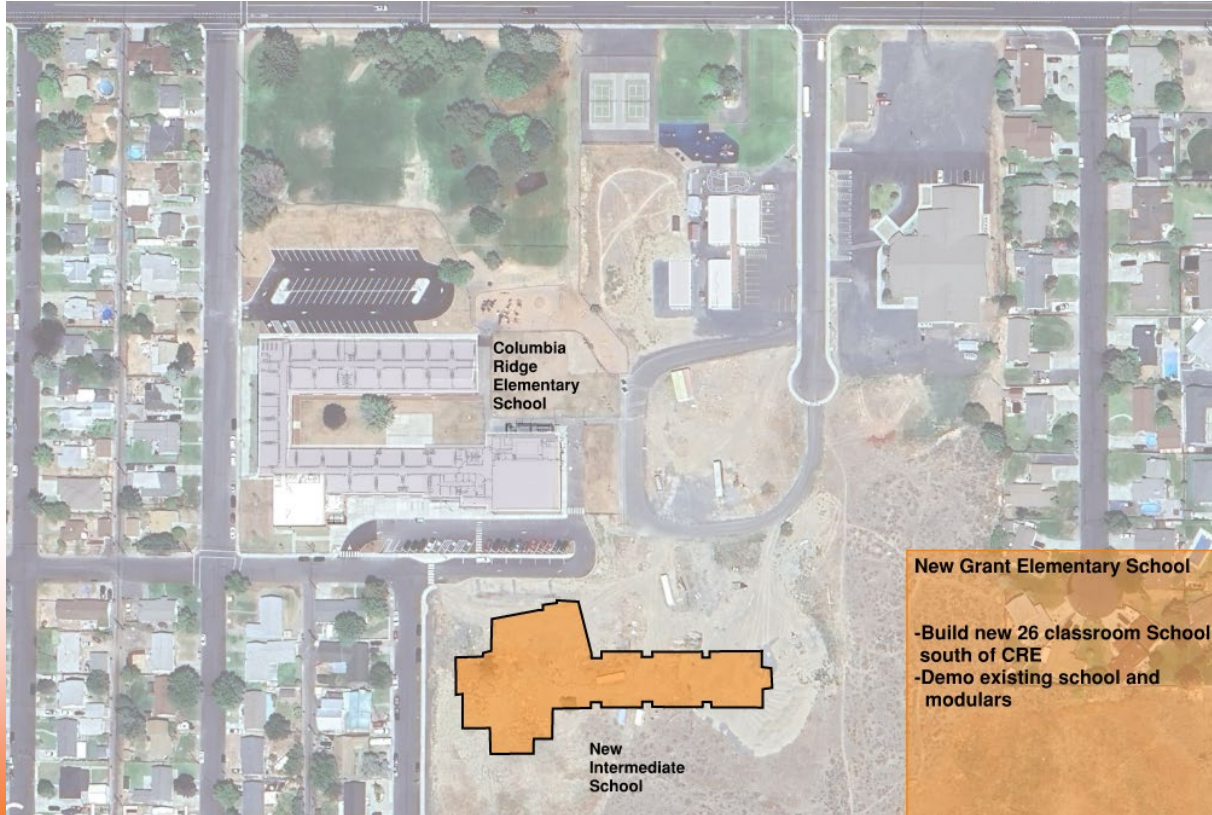 Columbia
Ridge
Elementary
School
New Grant Elementary School
-Build new 26 classroom School
south of CRE
-Demo existing school and
modulars
New
Intermediate
School